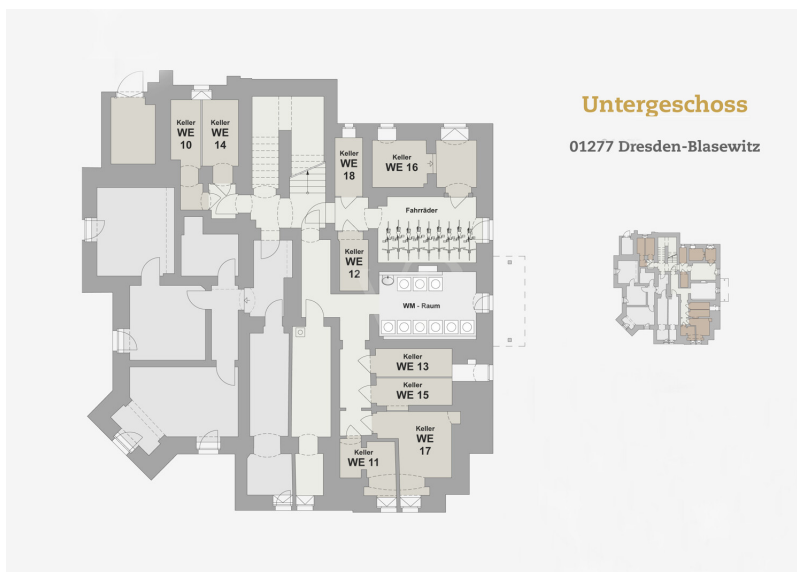 Untergeschoss
01277 Dresden-Blasewitz
Keller
WE
10
Keller
WE
14
Keller
WE
18
Keller
WE 16
Fahrräder
Keller
WE
12
WM - Raum
Keller
WE 13
Keller
WE 15
Keller
WE
17
Keller
WE 11